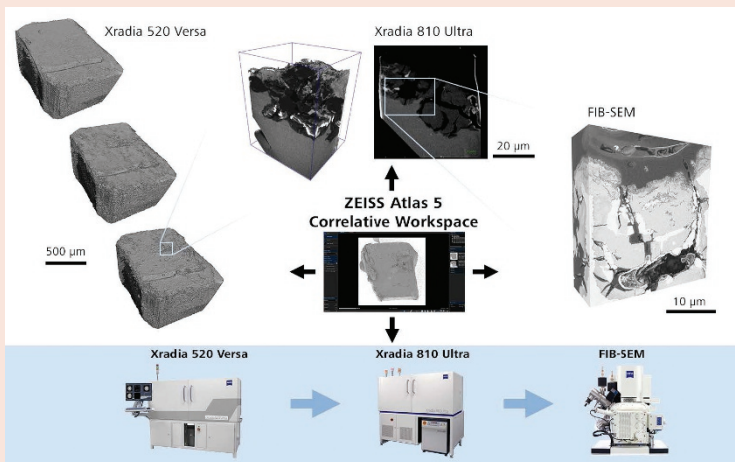 Xradia 520 Versa
Xradia 810 Ultra
FIB-SEM
20 µm
ZEISS Atlas 5
Correlative Workspace
500 µm
10 µm
Xradia 520 Versa
Xradia 810 Ultra
FIB-SEM